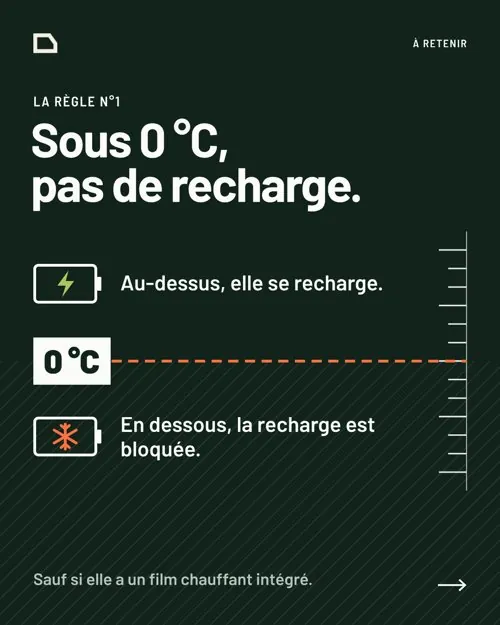 À RETENIR
LA RÈGLE N°1
Sous 0 °C,
pas de recharge.
Au-dessus, elle se recharge.
0 °C
En dessous, la recharge est
bloquée.
Sauf si elle a un film chauffant intégré.